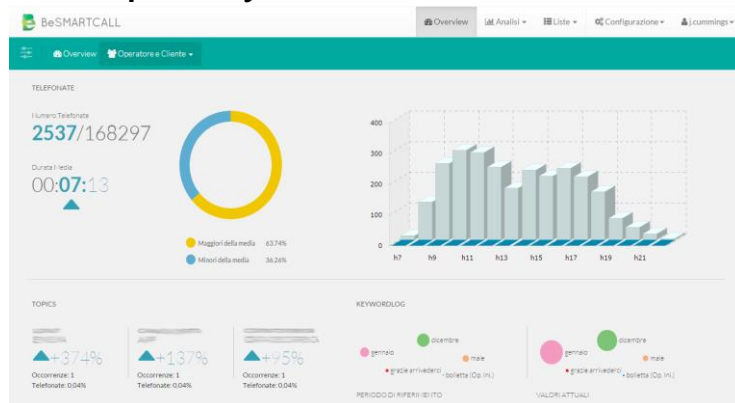 BeSMARTCALL
Overview Analisi Liste Configurazione j.cummings
Overview Operatore e Cliente
TELEFONATE
Numero Telefonate
2537/168297
Durata Media
00:07:13
Maggiori della media 63.74%
Minori della media 36.26%
400
300
200
100
0
h7 h9 h11 h13 h15 h17 h19 h21
TOPICS
+374%
Occorrenze: 1
Telefonate: 0.04%
+137%
Occorrenze: 1
Telefonate: 0.04%
+95%
Occorrenze: 1
Telefonate: 0.04%
KEYWORDLOG
dicembre
gennaio
male
grazie arrivederci
bolletta (Op. Ini.)
PERIODO DI RIFERIMENTO
dicembre
gennaio
male
grazie arrivederci
bolletta (Op. Ini.)
VALORI ATTUALI